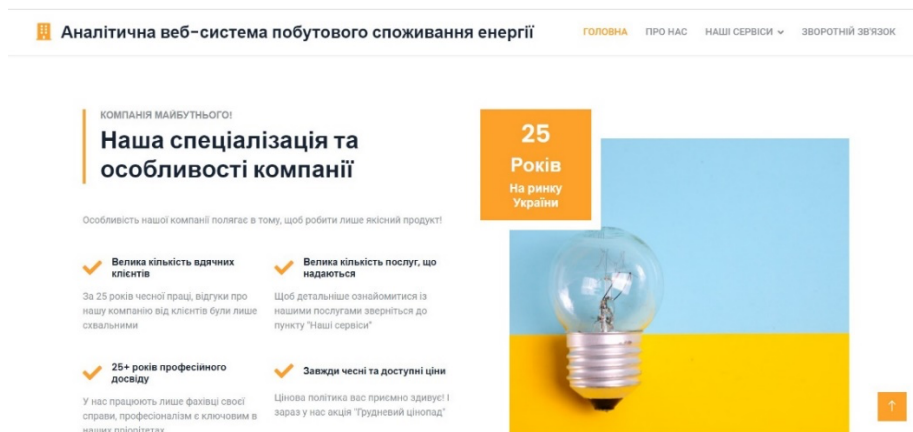 Аналітична веб-система побутового споживання енергії
ГОЛОВНА ПРО НАС НАШІ СЕРВІСИ ЗВОРОТНІЙ ЗВ'ЯЗОК
КОМПАНІЯ МАЙБУТНЬОГО!
Наша спеціалізація та
особливості компанії
Особливість нашої компанії полягає в тому, щоб робити лише якісний продукт!
Велика кількість вдячних
клієнтів
За 25 років чесної праці, відгуки про
нашу компанію від клієнтів були лише
схвальними
Велика кількість послуг, що
надаються
Щоб детальніше ознайомитися із
нашими послугами зверніться до
пункту "Наші сервіси"
25+ років професійного
досвіду
У нас працюють лише фахівці своєї
справи, професіоналізм є ключовим в
наших пріоритетах
Завжди чесні та доступні ціни
Цінова політика вас приємно здивує! І
зараз у нас акція "Грудневий ціноопад"
25
Років
На ринку
України